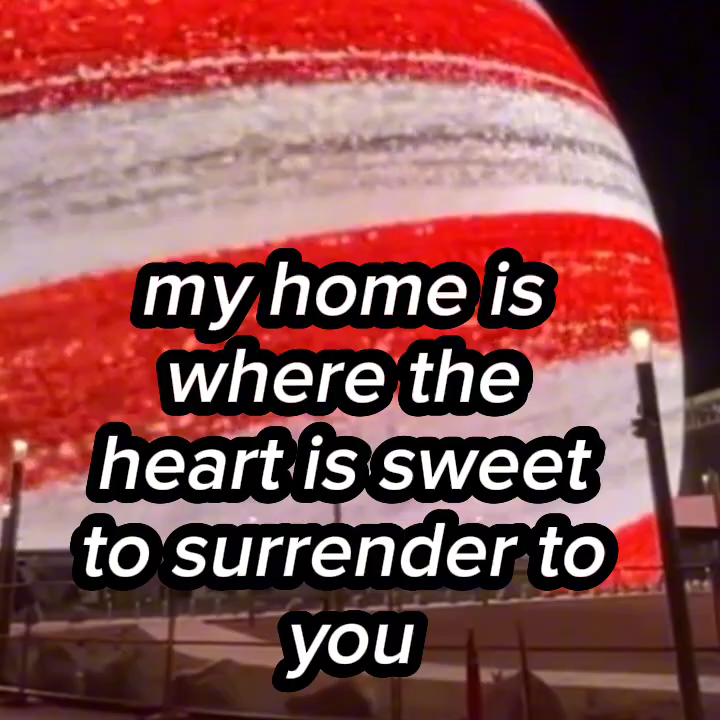 my home is
where the
heart is sweet
to surrender to
you